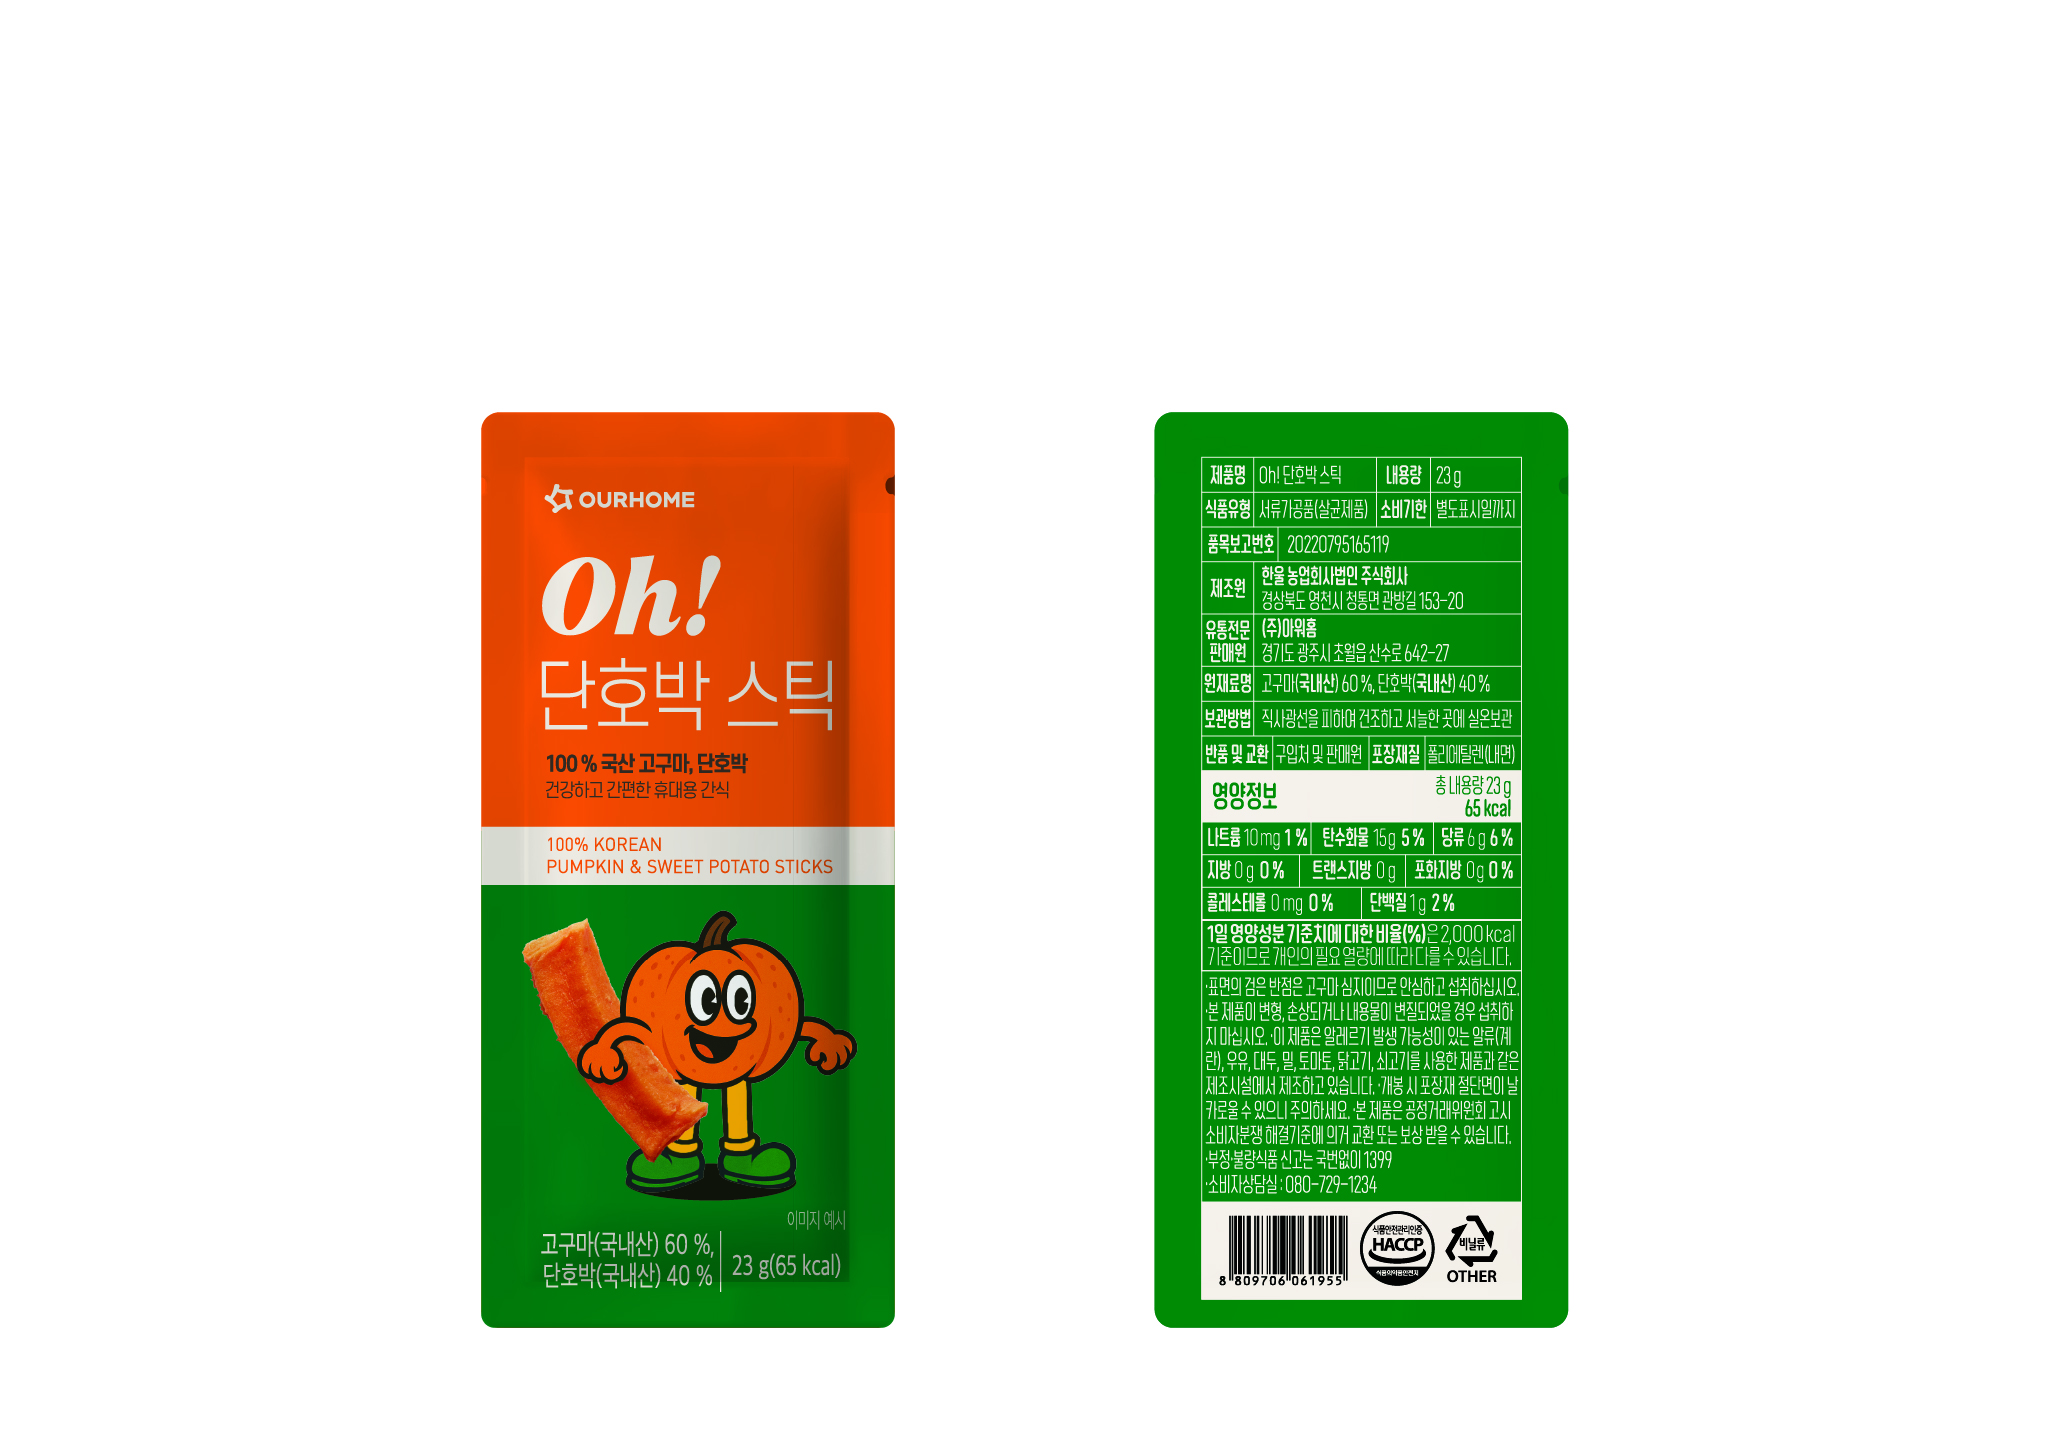 OURHOME
Oh!
단호박 스틱
100 % 국산 고구마, 단호박
건강하고 간편한 휴대용 간식
100% KOREAN
PUMPKIN & SWEET POTATO STICKS
이미지 예시
고구마(국내산) 60 %,
단호박(국내산) 40 %
23 g(65 kcal)
제품명 Oh! 단호박 스틱 내용량 23 g
식품유형 서류가공품(살균제품) 소비기한 별도표시일까지
품목보고번호 20220795165119
제조원 한울 농업회사법인 주식회사
경상북도 영천시 청통면 관방길 153-20
유통전문
판매원
(주)아워홈
경기도 광주시 초월읍 산수로 642-27
원재료명 고구마(국내산) 60 %, 단호박(국내산) 40 %
보관방법 직사광선을 피하여 건조하고 서늘한 곳에 실온보관
반품 및 교환 구입처 및 판매원 포장재질 폴리에틸렌(내면)
영양정보
총 내용량 23 g
65 kcal
나트륨 10 mg 1 % 탄수화물 15 g 5 % 당류 6 g 6 %
지방 0 g 0 % 트랜스지방 0 g 포화지방 0 g 0 %
콜레스테롤 0 mg 0 % 단백질 1 g 2 %
1일 영양성분 기준치에 대한 비율(%)은 2,000 kcal
기준이므로 개인의 필요 열량에 따라 다를 수 있습니다.
·표면의 검은 반점은 고구마 심지이므로 안심하고 섭취하십시오.
·본 제품이 변형, 손상되거나 내용물이 변질되었을 경우 섭취하
지 마십시오. ·이 제품은 알레르기 발생 가능성이 있는 알류(계
란), 우유, 대두, 밀, 토마토, 닭고기, 쇠고기를 사용한 제품과 같은
제조시설에서 제조하고 있습니다. ·개봉 시 포장재 절단면이 날
카로울 수 있으니 주의하세요. ·본 제품은 공정거래위원회 고시
소비자분쟁 해결기준에 의거 교환 또는 보상 받을 수 있습니다.
·부정·불량식품 신고는 국번없이 1399
·소비자상담실 : 080-729-1234
8 809706 061955
식품안전관리인증
HACCP
식품의약품안전처
비닐류
OTHER